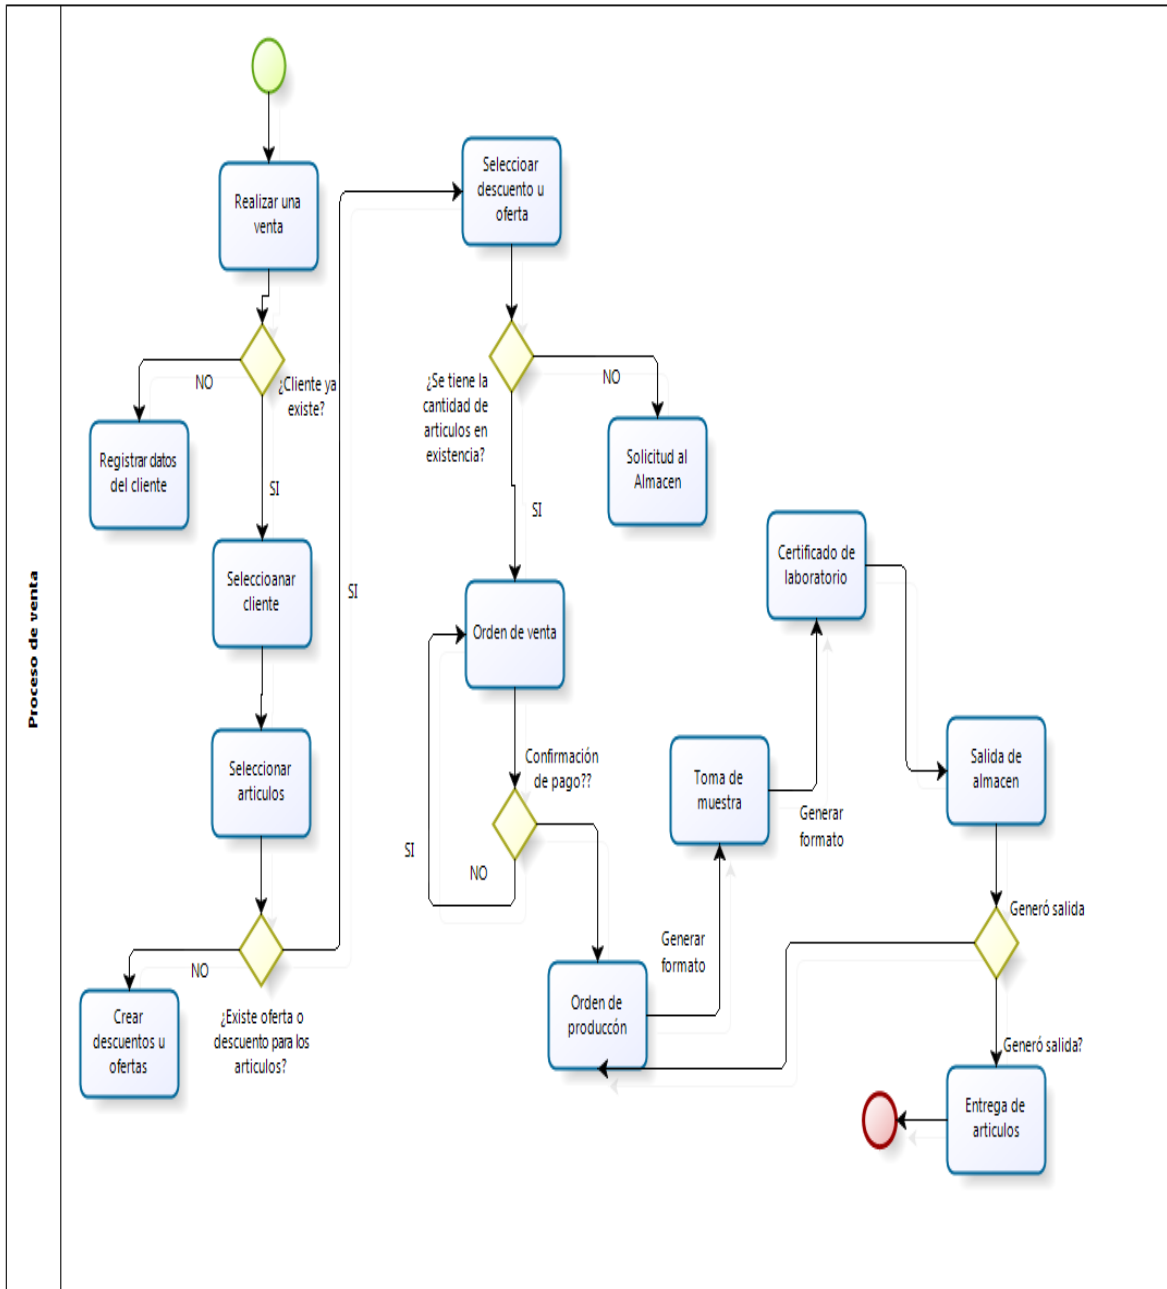 Proceso de venta
Realizar una
venta
NO
¿Cliente ya
existe?
Registrar datos
del cliente
SI
Seleccioanar
cliente
Seleccionar
articulos
NO
¿Existe oferta o
descuento para los
articulos?
Crear
descuentos u
ofertas
SI
Seleccioar
descuento u
oferta
¿Se tiene la
cantidad de
articulos en
existencia?
NO
Solicitud al
Almacen
SI
Orden de venta
Confirmación
de pago??
SI
NO
Orden de
produccón
Generar
formato
Toma de
muestra
Generar
formato
Certificado de
laboratorio
Salida de
almacen
Generó salida
Generó salida?
Entrega de
articulos